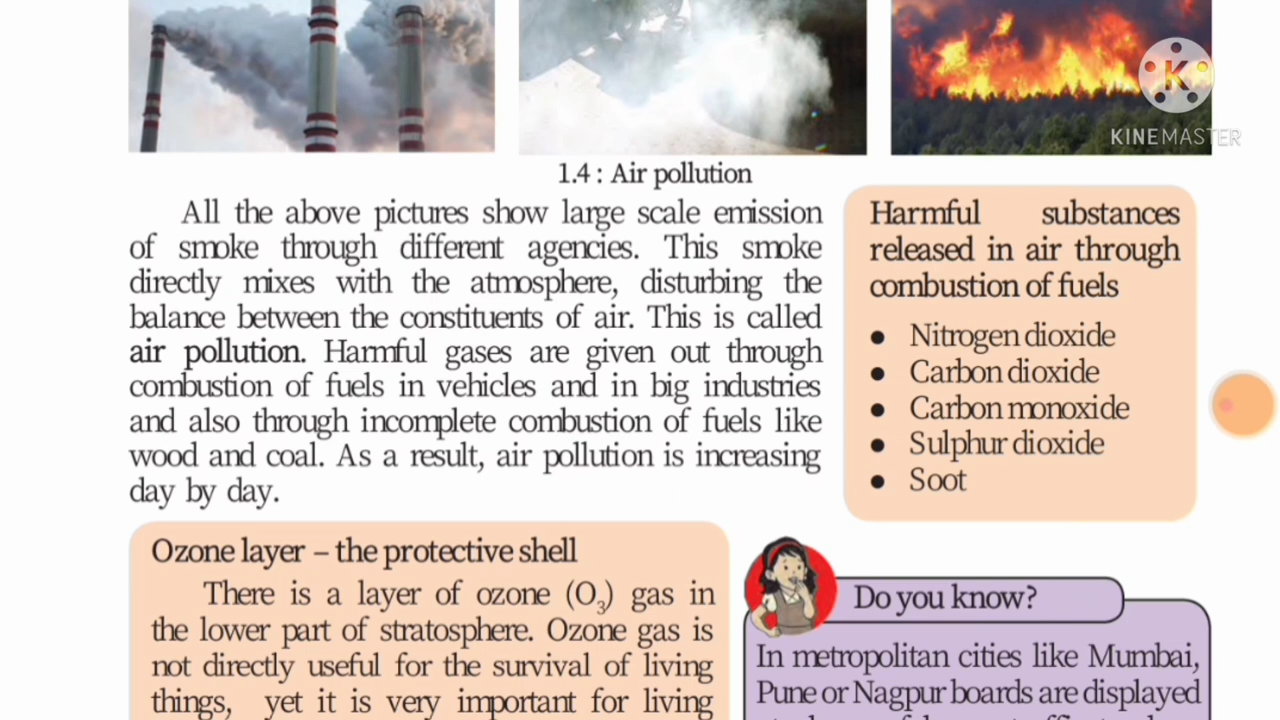 KINEMASTER
1.4 : Air pollution
All the above pictures show large scale emission
of smoke through different agencies. This smoke
directly mixes with the atmosphere, disturbing the
balance between the constituents of air. This is called
air pollution. Harmful gases are given out through
combustion of fuels in vehicles and in big industries
and also through incomplete combustion of fuels like
wood and coal. As a result, air pollution is increasing
day by day.
Harmful substances
released in air through
combustion of fuels
● Nitrogen dioxide
● Carbon dioxide
● Carbon monoxide
● Sulphur dioxide
● Soot
Ozone layer – the protective shell
There is a layer of ozone (O₃) gas in
the lower part of stratosphere. Ozone gas is
not directly useful for the survival of living
things, yet it is very important for living
Do you know?
In metropolitan cities like Mumbai,
Pune or Nagpur boards are displayed